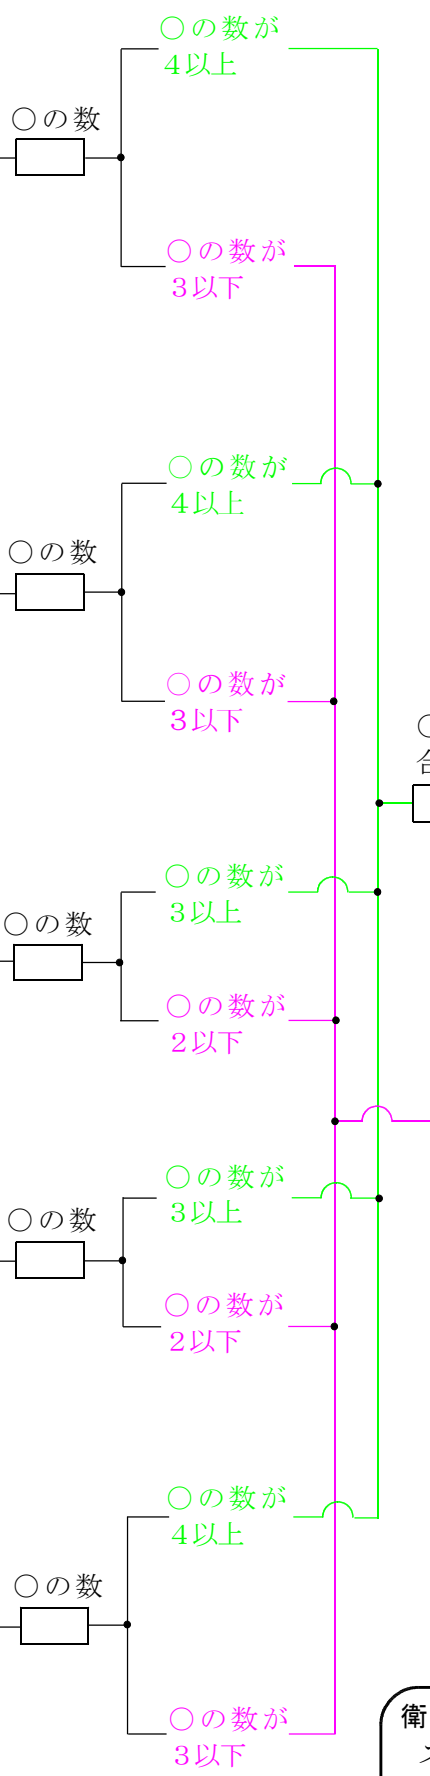 ○の数が
4以上
○の数
○の数が
3以下
○の数が
4以上
○の数
○の数が
3以下
○
合
○の数が
3以上
○の数
○の数が
2以下
○の数が
3以上
○の数
○の数が
2以下
○の数が
4以上
○の数
○の数が
3以下
衛